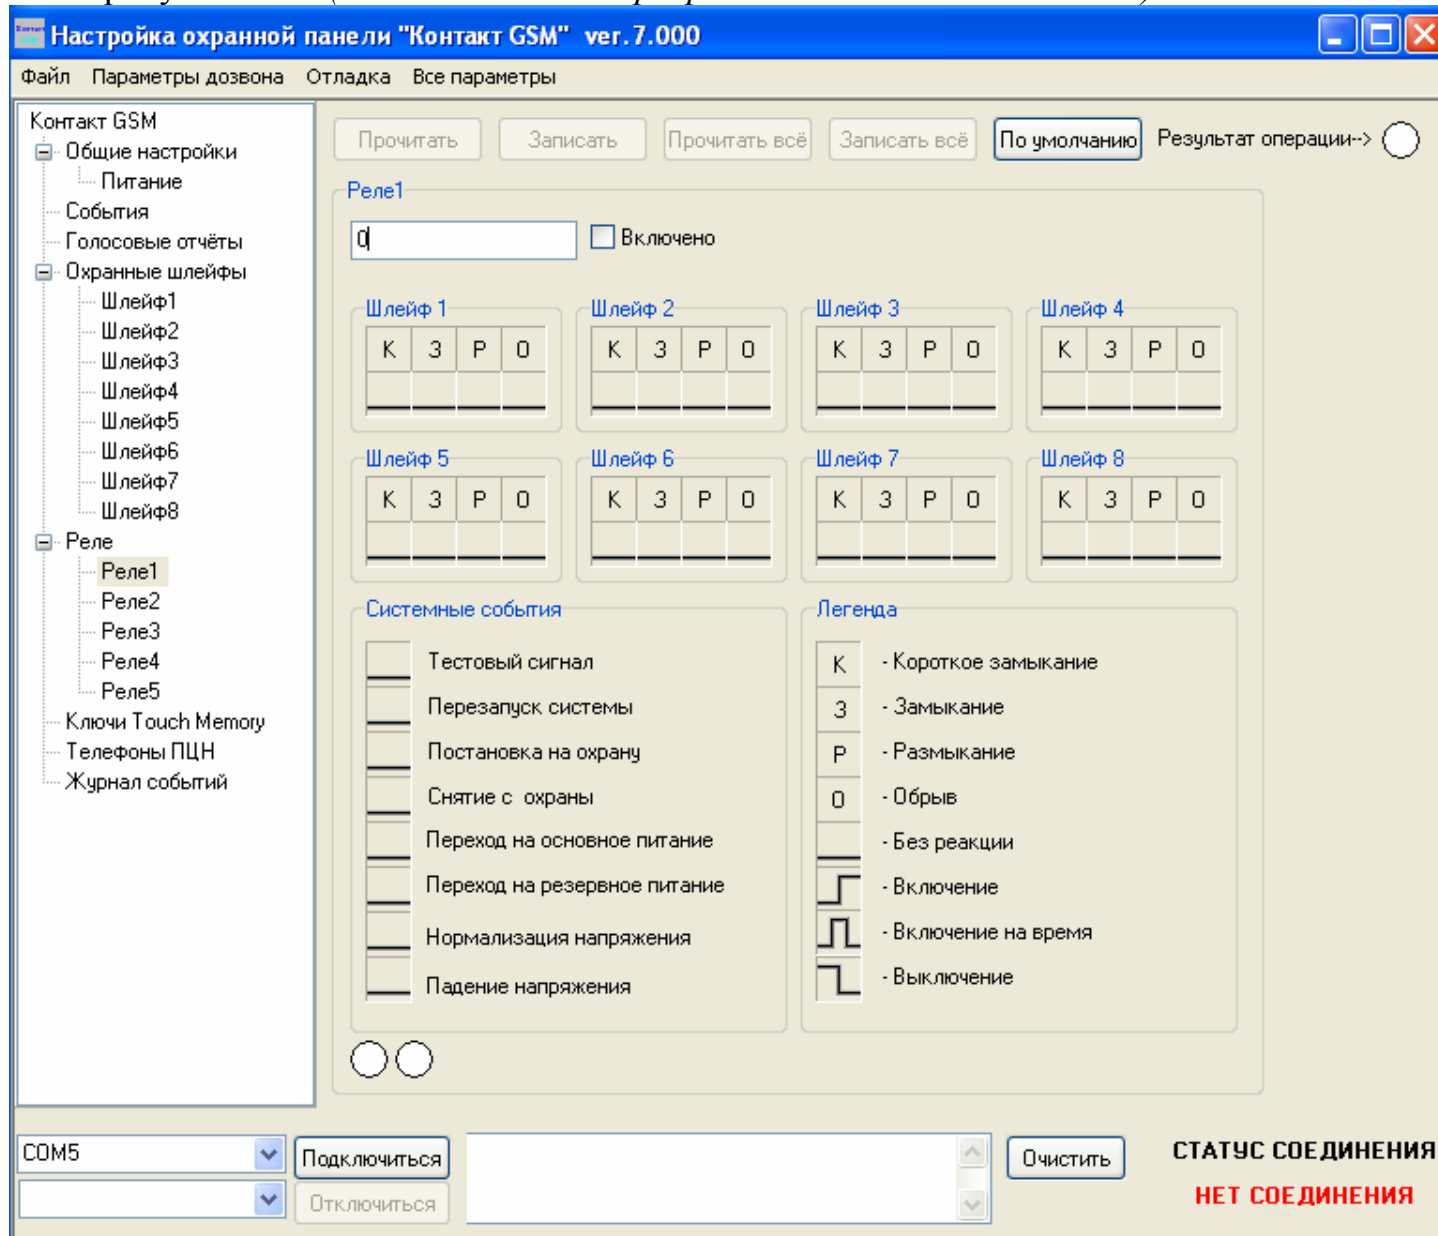 Настройка охранной панели "Контакт GSM" ver.7.000
Файл Параметры дозвона Отладка Все параметры
Контакт GSM
Общие настройки
Питание
События
Голосовые отчёты
Охранные шлейфы
Шлейф1
Шлейф2
Шлейф3
Шлейф4
Шлейф5
Шлейф6
Шлейф7
Шлейф8
Реле
Реле1
Реле2
Реле3
Реле4
Реле5
Ключи Touch Memory
Телефоны ПЦН
Журнал событий
Прочитать Записать Прочитать всё Записать всё По умолчанию Результат операции-->
Реле1
0 Включено
Шлейф 1 Шлейф 2 Шлейф 3 Шлейф 4
К З Р О К З Р О К З Р О К З Р О
Шлейф 5 Шлейф 6 Шлейф 7 Шлейф 8
К З Р О К З Р О К З Р О К З Р О
Системные события
Тестовый сигнал
Перезапуск системы
Постановка на охрану
Снятие с охраны
Переход на основное питание
Переход на резервное питание
Нормализация напряжения
Падение напряжения
Легенда
К - Короткое замыкание
З - Замыкание
Р - Размыкание
О - Обрыв
- Без реакции
- Включение
- Включение на время
- Выключение
COM5 Подключиться Очистить СТАТУС СОЕДИНЕНИЯ
Отключиться НЕТ СОЕДИНЕНИЯ